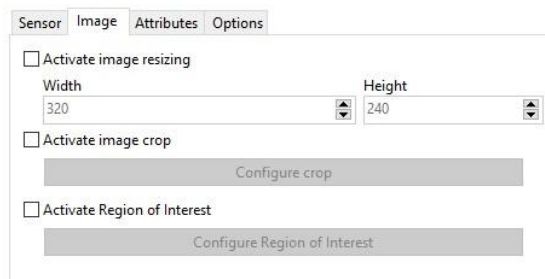 Sensor Image Attributes Options
Activate image resizing
Width Height
320 240
Activate image crop
Configure crop
Activate Region of Interest
Configure Region of Interest